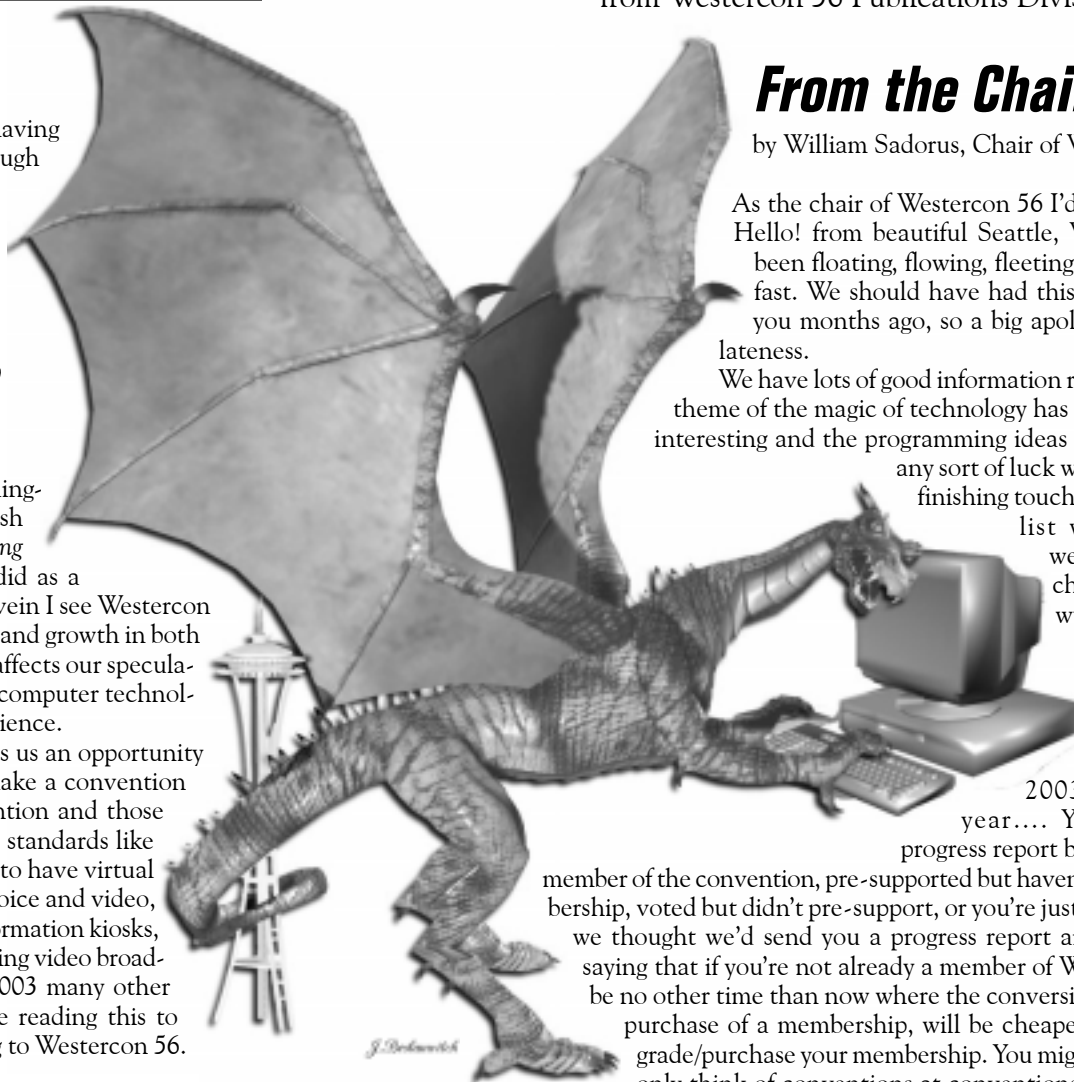 from Westercon 56 Publications Divis
aving
ugh
ning-
sh
ng
did as a
vein I see Westercon
and growth in both
affects our specula-
computer technol-
ience.
s us an opportunity
ake a convention
ntion and those
standards like
to have virtual
oice and video,
ormation kiosks,
ing video broad-
003 many other
e reading this to
g to Westercon 56.
From the Chai
by William Sadorus, Chair of W
As the chair of Westercon 56 I'd
Hello! from beautiful Seattle, W
been floating, flowing, fleeting
fast. We should have had this
you months ago, so a big apol
lateness.
We have lots of good information r
theme of the magic of technology has
interesting and the programming ideas
any sort of luck w
finishing touch
list w
we
ch
w
2003
year.... Y
progress report b
member of the convention, pre-supported but haven
bership, voted but didn't pre-support, or you're just
we thought we'd send you a progress report a
saying that if you're not already a member of W
be no other time than now where the conversi
purchase of a membership, will be cheape
grade/purchase your membership. You mig
only think of conventions at convention